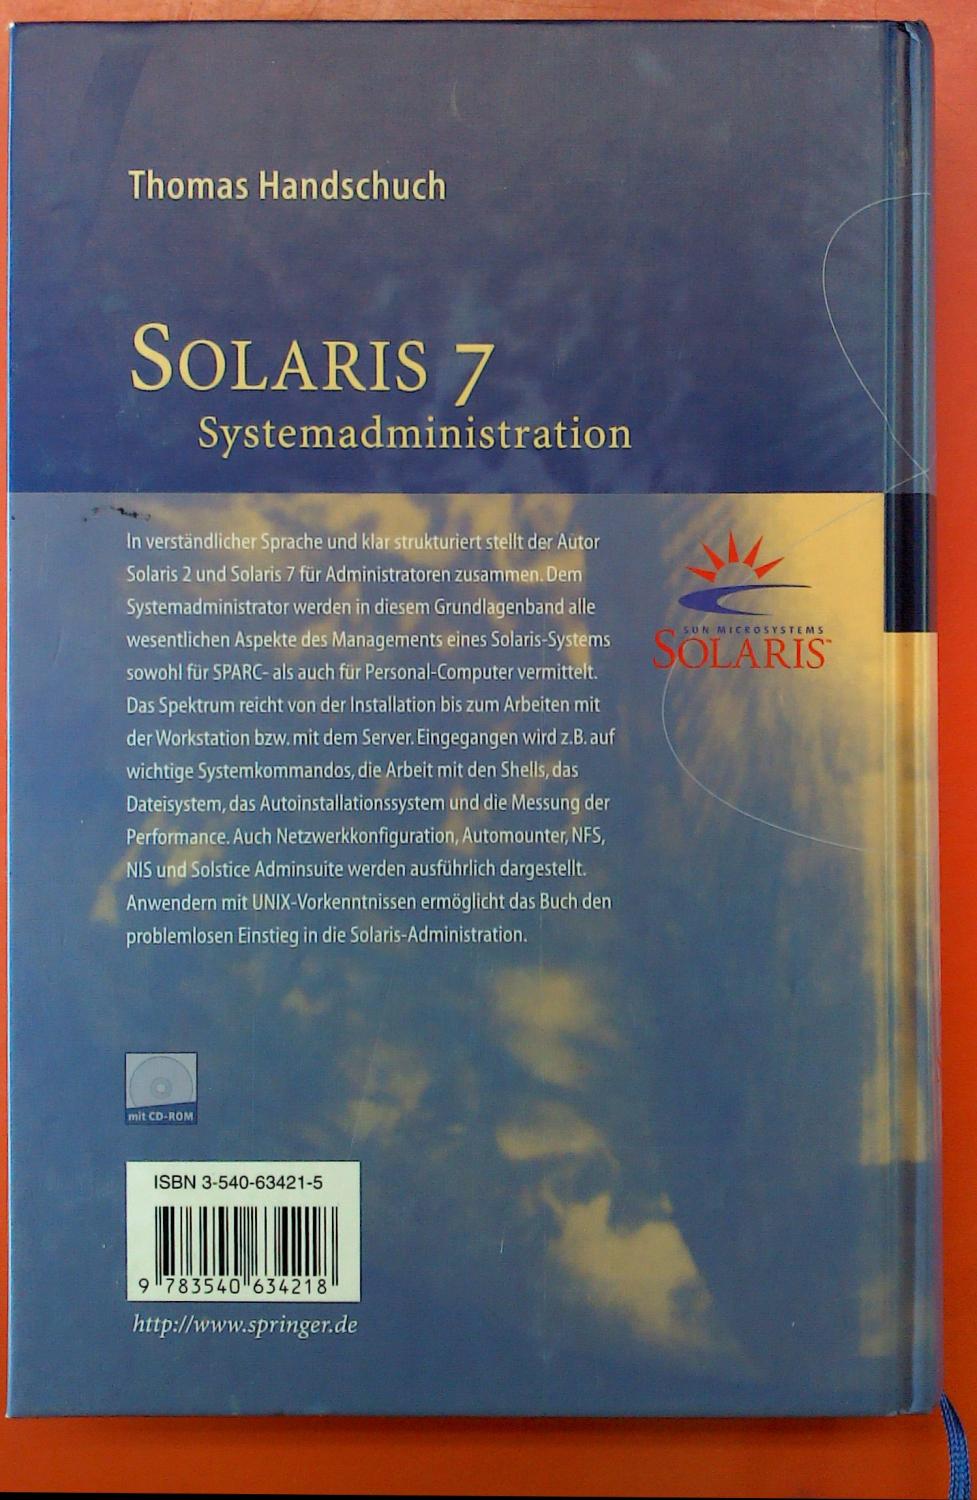 Thomas Handschuch
SOLARIS 7
Systemadministration
In verständlicher Sprache und klar strukturiert stellt der Autor
Solaris 2 und Solaris 7 für Administratoren zusammen. Dem
Systemadministrator werden in diesem Grundlagenband alle
wesentlichen Aspekte des Managements eines Solaris-Systems
sowohl für SPARC- als auch für Personal-Computer vermittelt.
Das Spektrum reicht von der Installation bis zum Arbeiten mit
der Workstation bzw. mit dem Server. Eingegangen wird z.B. auf
wichtige Systemkommandos, die Arbeit mit den Shells, das
Dateisystem, das Autoinstallationssystem und die Messung der
Performance. Auch Netzwerkkonfiguration, Automounter, NFS,
NIS und Solstice Adminsuite werden ausführlich dargestellt.
Anwendern mit UNIX-Vorkenntnissen ermöglicht das Buch den
problemlosen Einstieg in die Solaris-Administration.
SUN MICROSYSTEMS
SOLARIS™
mit CD-ROM
ISBN 3-540-63421-5
9 783540 634218
http://www.springer.de